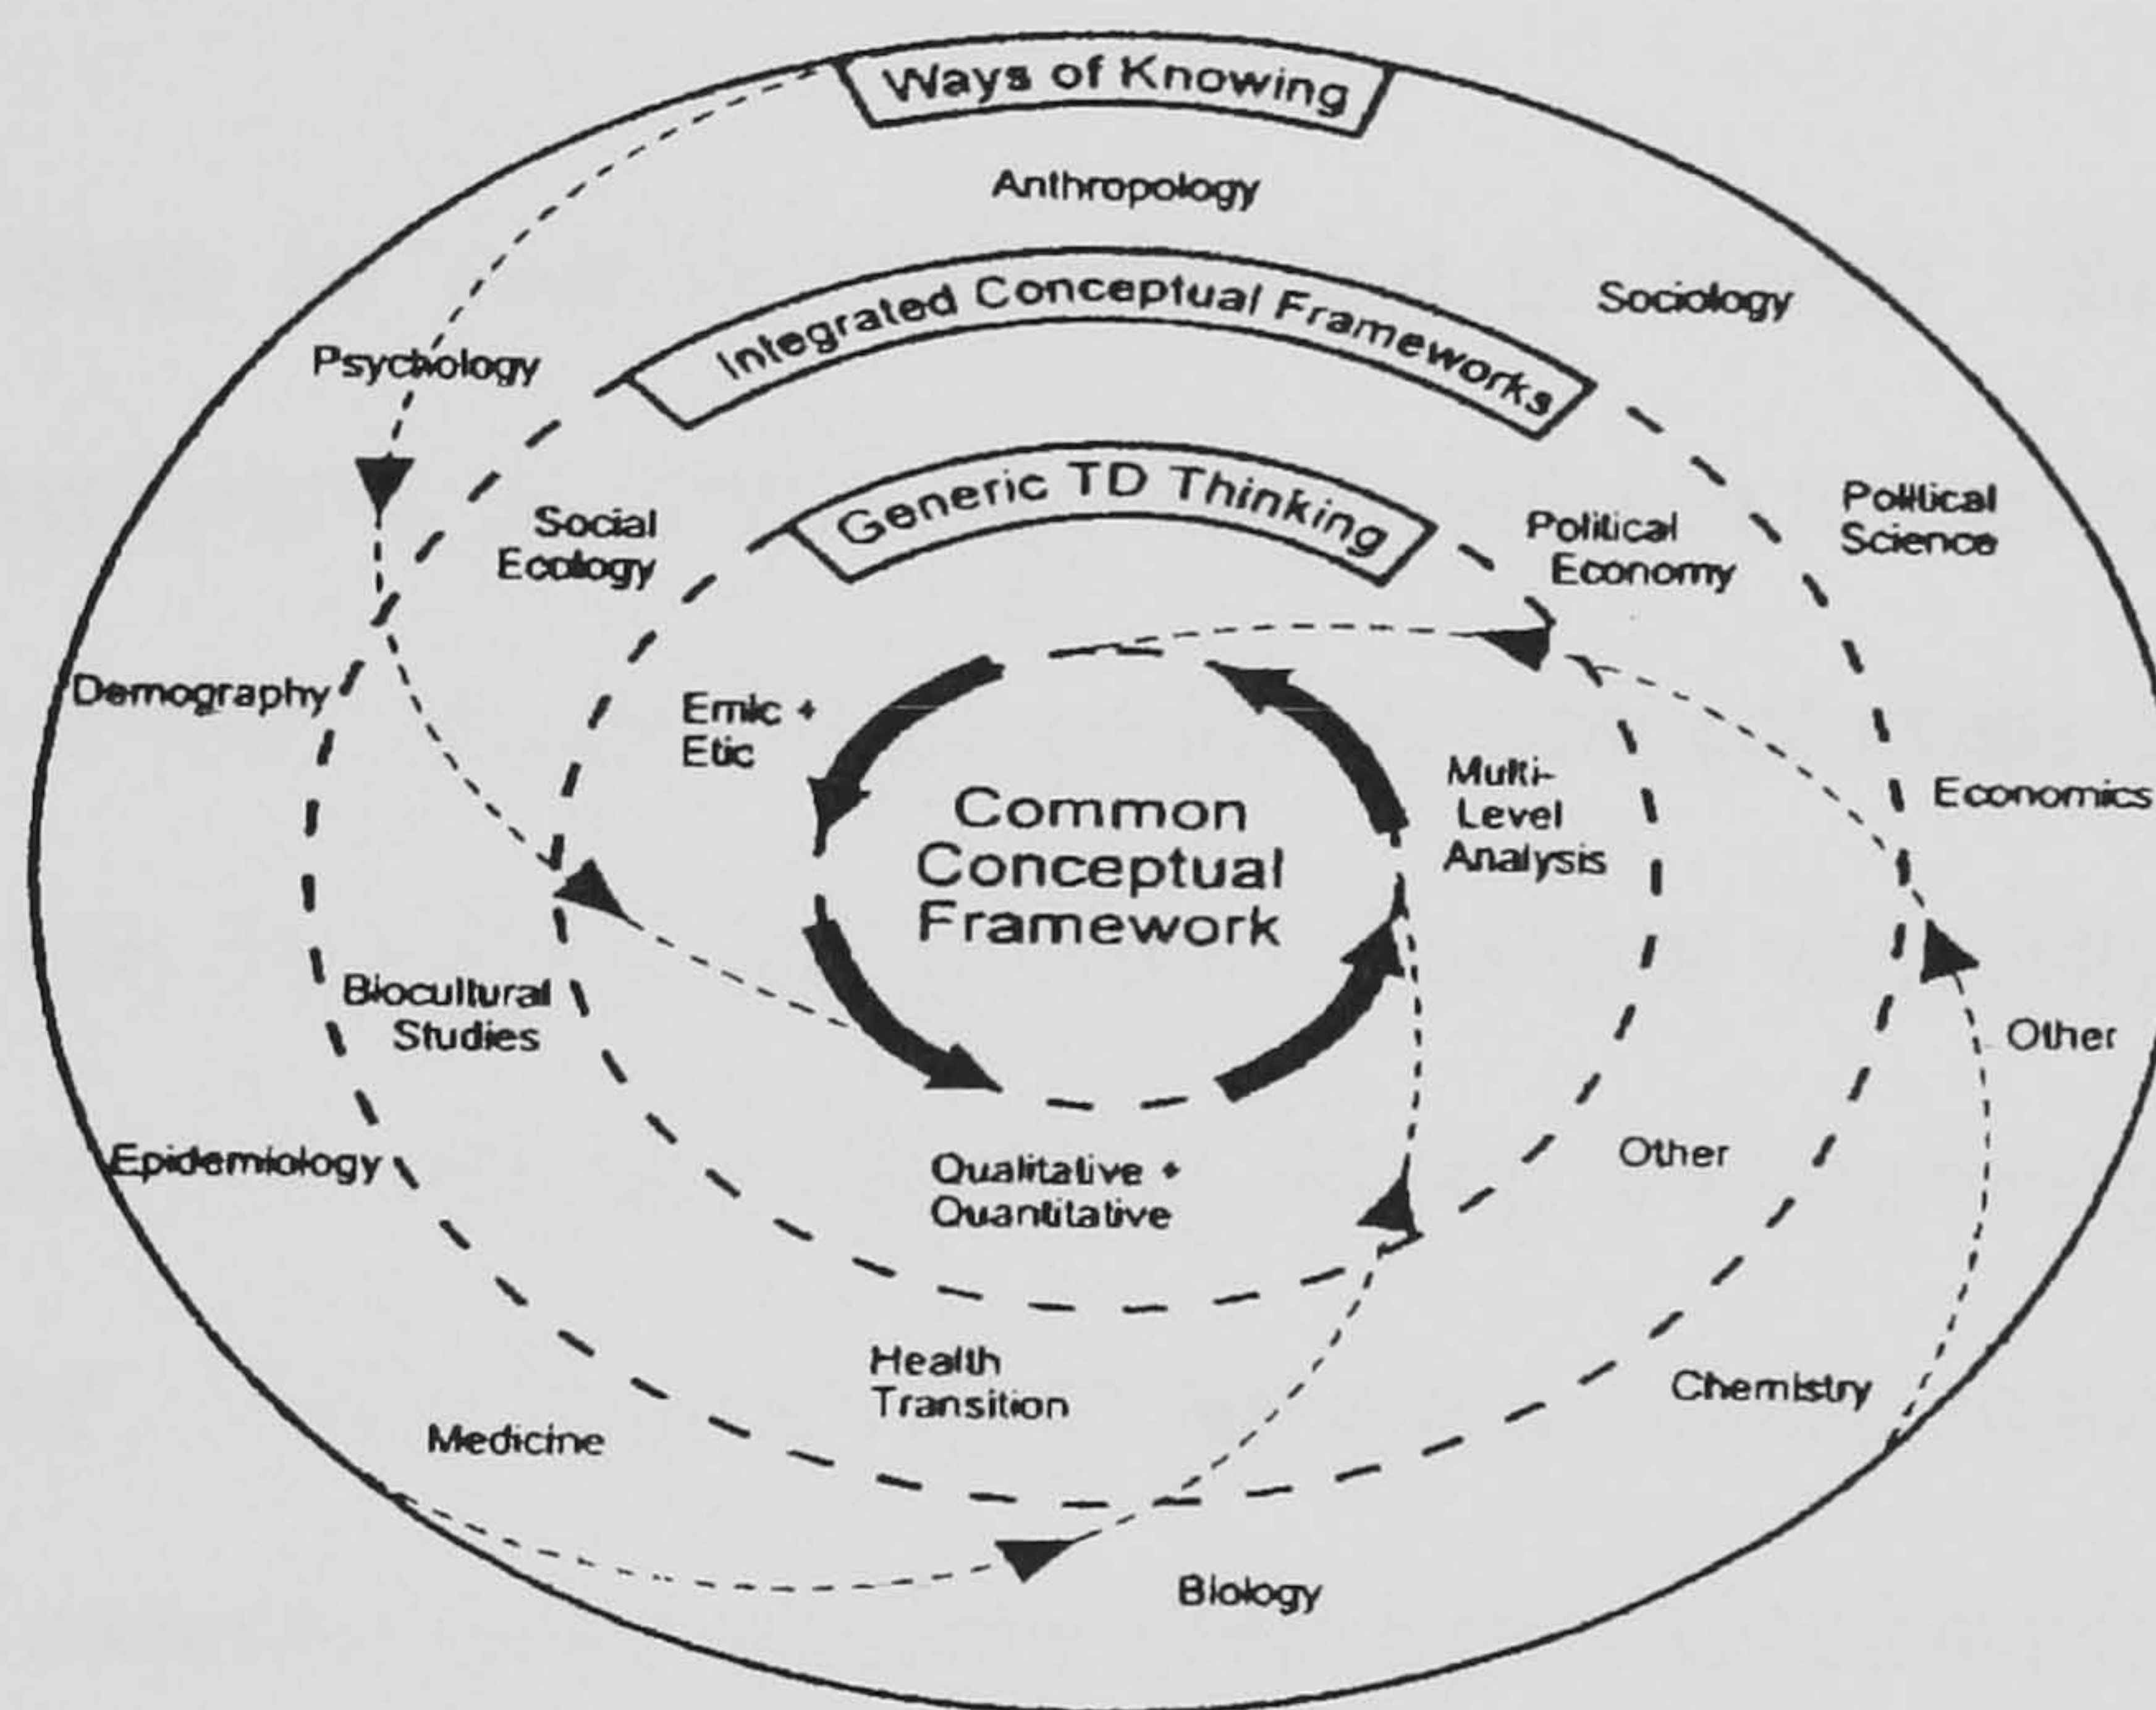 Ways of Knowing
Anthropology
Sociology
Integrated Conceptual Frameworks
Psychology
Generic TD Thinking
Political
Science
Social
Ecology
Political
Economy
Demography
Emic +
Etic
Multi-
Level
Analysis
Economics
Common
Conceptual
Framework
Biocultural
Studies
Other
Epidemiology
Qualitative +
Quantitative
Other
Health
Transition
Chemistry
Medicine
Biology